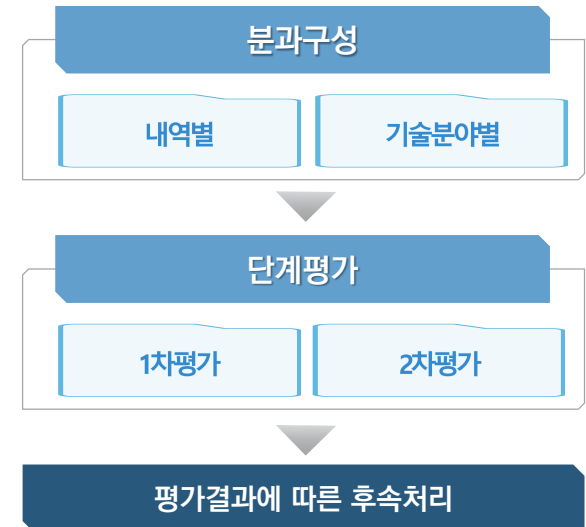 분과구성
내역별 기술분야별
단계평가
1차평가 2차평가
평가결과에 따른 후속처리